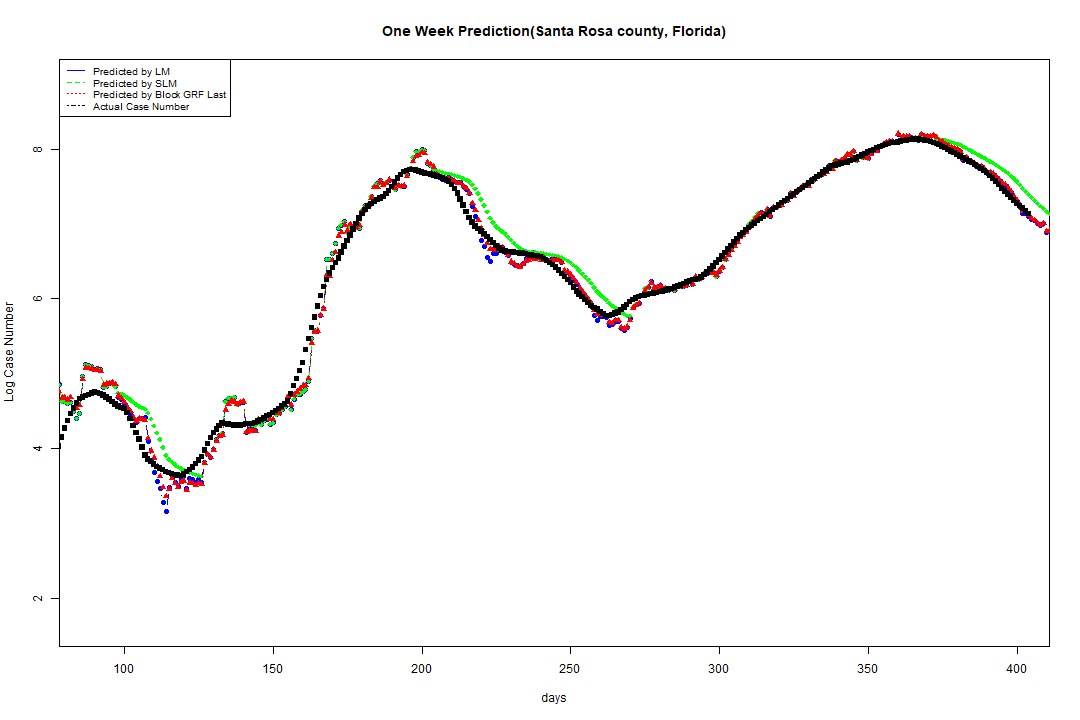 One Week Prediction(Santa Rosa county, Florida)
Predicted by LM
Predicted by SLM
Predicted by Block GRF Last
Actual Case Number
8
6
4
2
Log Case Number
100 150 200 250 300 350 400
days